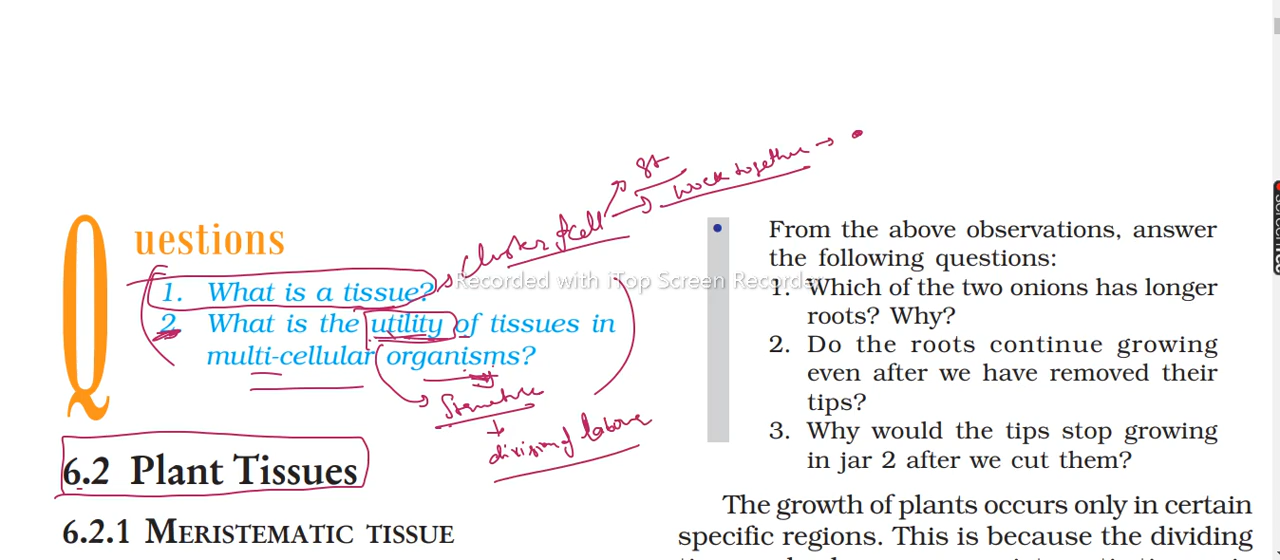 Questions
1. What is a tissue?
2. What is the utility of tissues in
multi-cellular organisms?
cluster of cell
work together →
Structure
+
division of labour
6.2 Plant Tissues
6.2.1 MERISTEMATIC TISSUE
Recorded with iTop Screen Recorder
• From the above observations, answer
the following questions:
1. Which of the two onions has longer
roots? Why?
2. Do the roots continue growing
even after we have removed their
tips?
3. Why would the tips stop growing
in jar 2 after we cut them?
The growth of plants occurs only in certain
specific regions. This is because the dividing